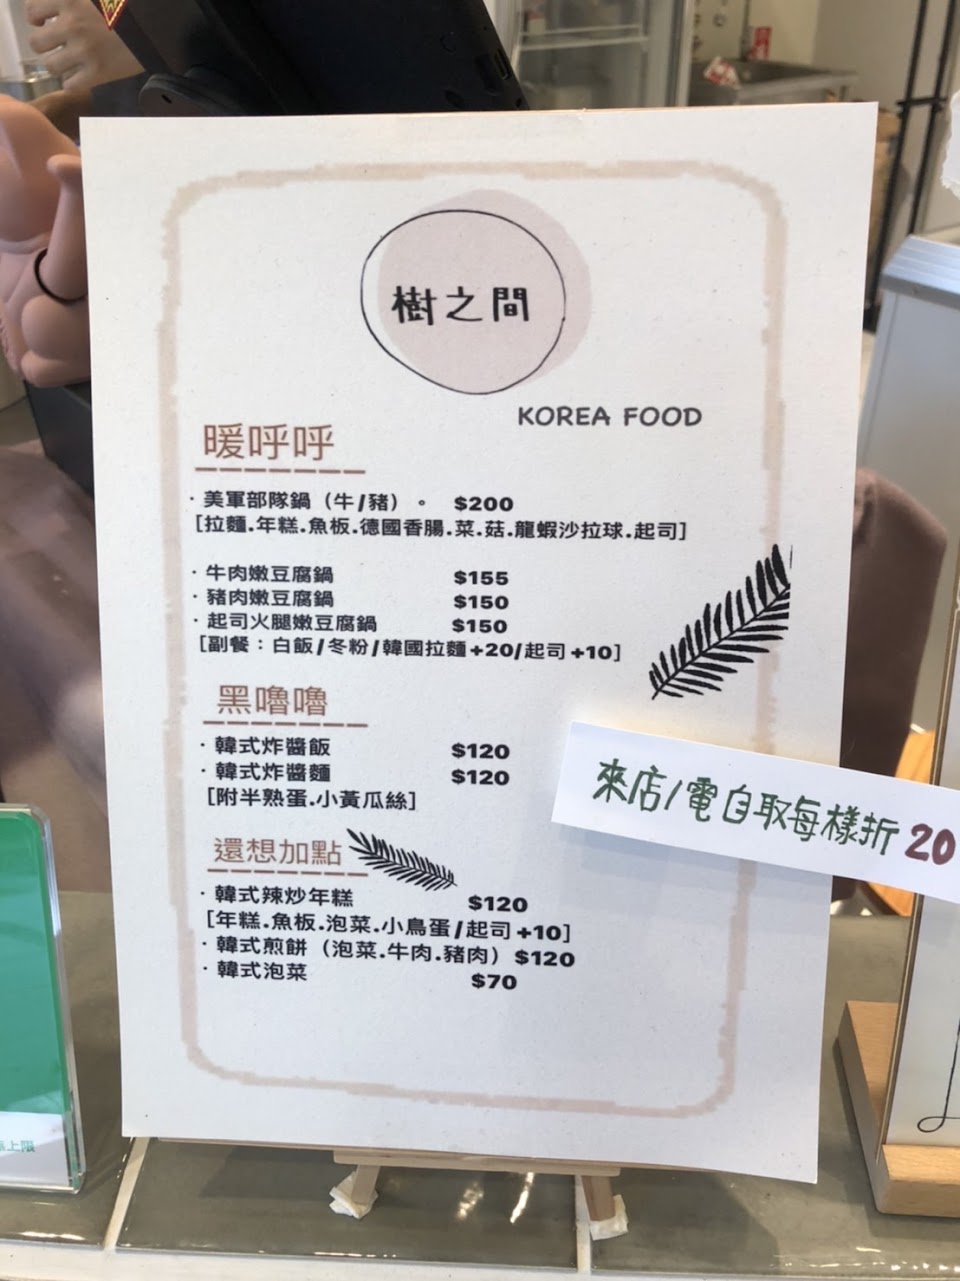 樹之間
KOREA FOOD
暖呼呼
·美軍部隊鍋（牛/豬）。 $200
[拉麵.年糕.魚板.德國香腸.菜.菇.龍蝦沙拉球.起司]
·牛肉嫩豆腐鍋 $155
·豬肉嫩豆腐鍋 $150
·起司火腿嫩豆腐鍋 $150
[副餐：白飯/冬粉/韓國拉麵+20/起司+10]
黑嚕嚕
·韓式炸醬飯 $120
·韓式炸醬麵 $120
[附半熟蛋.小黃瓜絲]
來店/電自取每樣折20
還想加點
·韓式辣炒年糕 $120
[年糕.魚板.泡菜.小鳥蛋/起司+10]
·韓式煎餅（泡菜.牛肉.豬肉）$120
·韓式泡菜 $70
上限